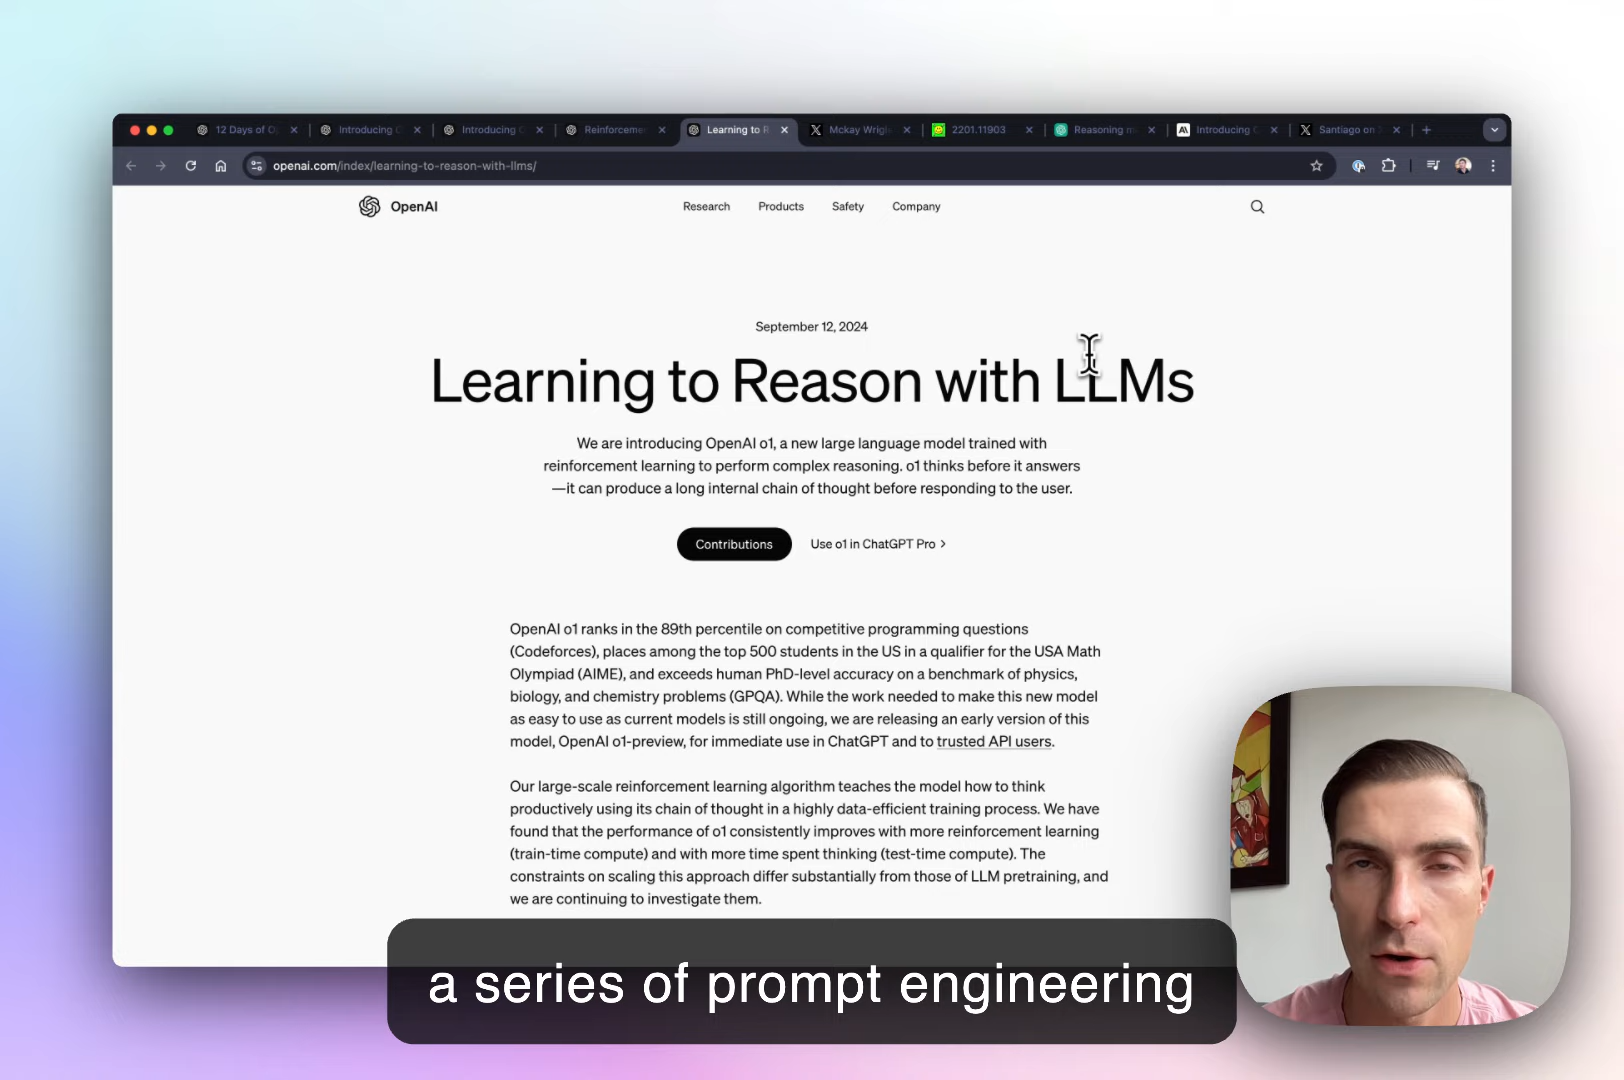 12 Days of O
Introducing
Introducing
Reinforceme
Learning to R
Mckay Wrigl
2201.11903
Reasoning m
Introducing
Santiago on
openai.com/index/learning-to-reason-with-llms/
OpenAI
Research
Products
Safety
Company
September 12, 2024
Learning to Reason with LLMs
We are introducing OpenAI o1, a new large language model trained with
reinforcement learning to perform complex reasoning. o1 thinks before it answers
—it can produce a long internal chain of thought before responding to the user.
Contributions
Use o1 in ChatGPT Pro >
OpenAI o1 ranks in the 89th percentile on competitive programming questions
(Codeforces), places among the top 500 students in the US in a qualifier for the USA Math
Olympiad (AIME), and exceeds human PhD-level accuracy on a benchmark of physics,
biology, and chemistry problems (GPQA). While the work needed to make this new model
as easy to use as current models is still ongoing, we are releasing an early version of this
model, OpenAI o1-preview, for immediate use in ChatGPT and to trusted API users.
Our large-scale reinforcement learning algorithm teaches the model how to think
productively using its chain of thought in a highly data-efficient training process. We have
found that the performance of o1 consistently improves with more reinforcement learning
(train-time compute) and with more time spent thinking (test-time compute). The
constraints on scaling this approach differ substantially from those of LLM pretraining, and
we are continuing to investigate them.
a series of prompt engineering